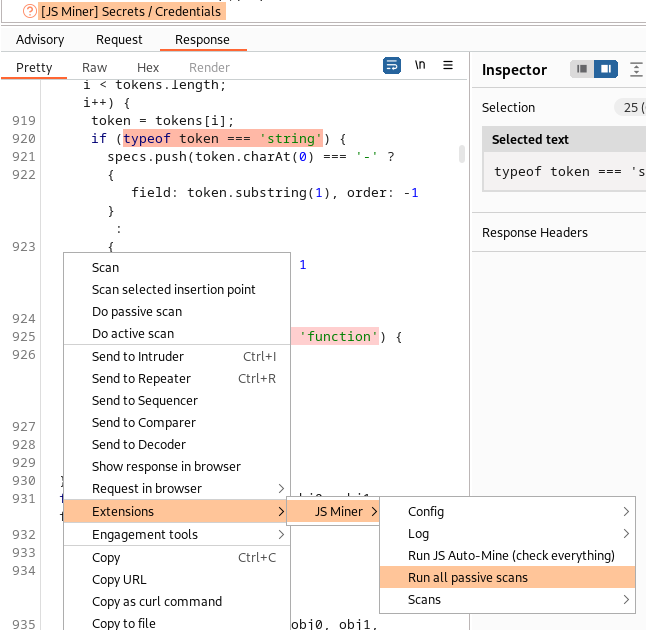 [JS Miner] Secrets / Credentials
Advisory Request Response
Pretty Raw Hex Render \n
Inspector
Selection 25 (
Selected text
typeof token === 's
Response Headers
i < tokens.length;
i++) {
919 token = tokens[i];
920 if (typeof token === 'string') {
921 specs.push(token.charAt(0) === '-' ?
922 {
field: token.substring(1), order: -1
}
:
923 {
1
924
925 'function') {
926
927
928
929
930 }
931 obj0, obj1,
932
933
934
935 obj0, obj1,
Scan
Scan selected insertion point
Do passive scan
Do active scan
Send to Intruder Ctrl+I
Send to Repeater Ctrl+R
Send to Sequencer
Send to Comparer
Send to Decoder
Show response in browser
Request in browser
Extensions
Engagement tools
Copy Ctrl+C
Copy URL
Copy as curl command
Copy to file
JS Miner
Config
Log
Run JS Auto-Mine (check everything)
Run all passive scans
Scans